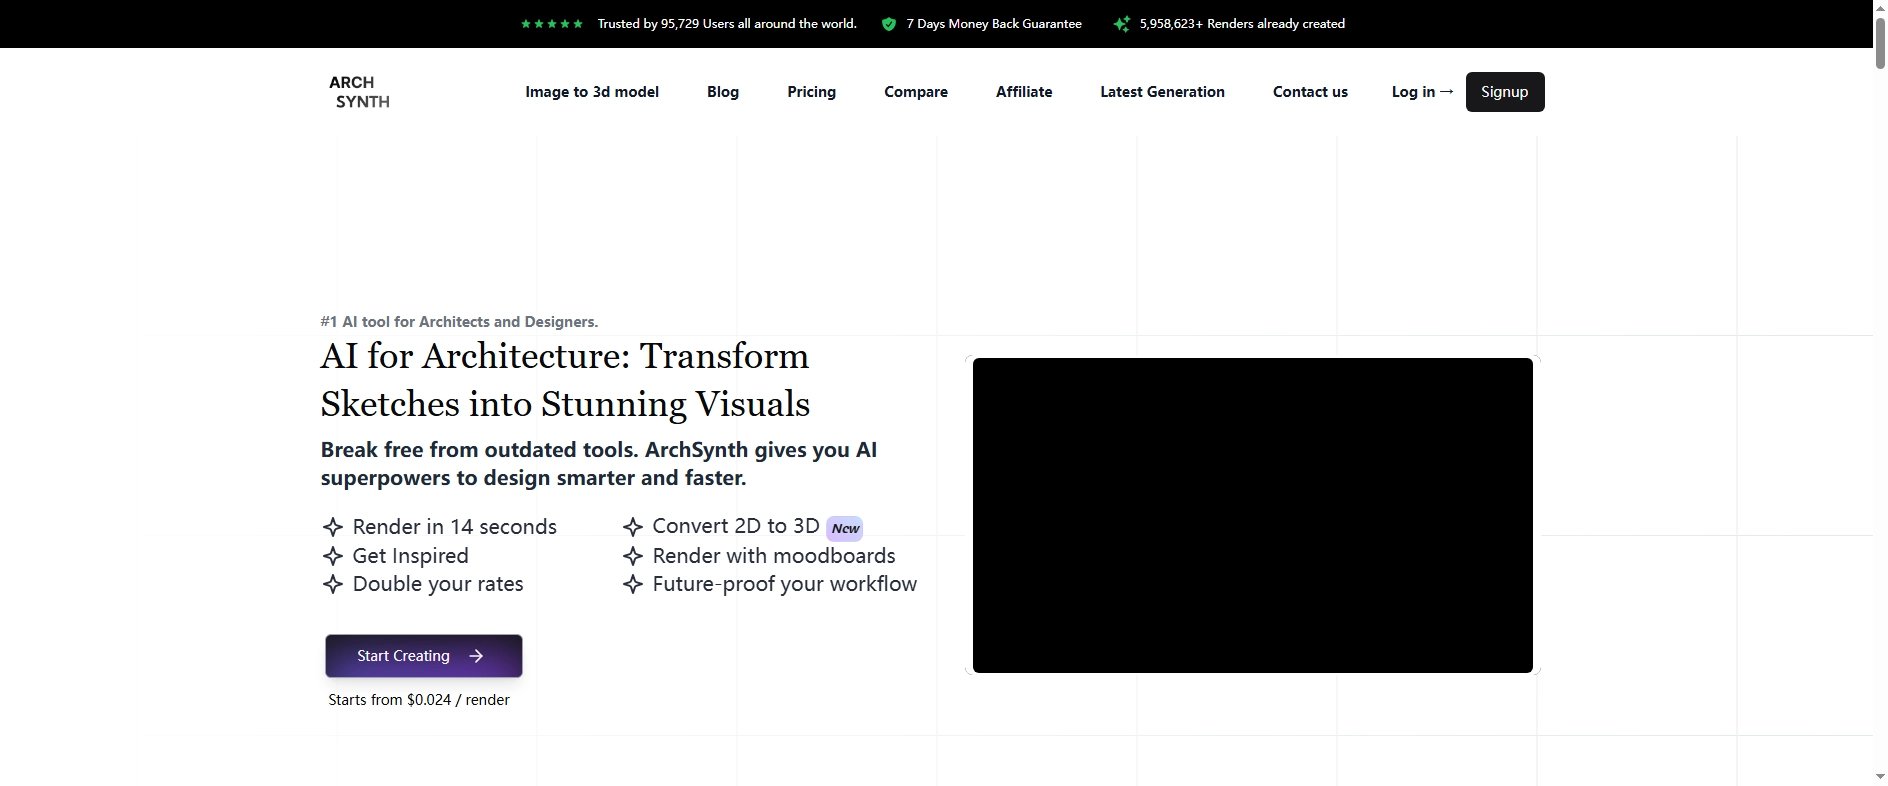 Trusted by 95,729 Users all around the world.
7 Days Money Back Guarantee
5,958,623+ Renders already created
ARCH
SYNTH
Image to 3d model
Blog
Pricing
Compare
Affiliate
Latest Generation
Contact us
Log in →
Signup
#1 AI tool for Architects and Designers.
AI for Architecture: Transform
Sketches into Stunning Visuals
Break free from outdated tools. ArchSynth gives you AI
superpowers to design smarter and faster.
Render in 14 seconds
Convert 2D to 3D New
Get Inspired
Render with moodboards
Double your rates
Future-proof your workflow
Start Creating →
Starts from $0.024 / render